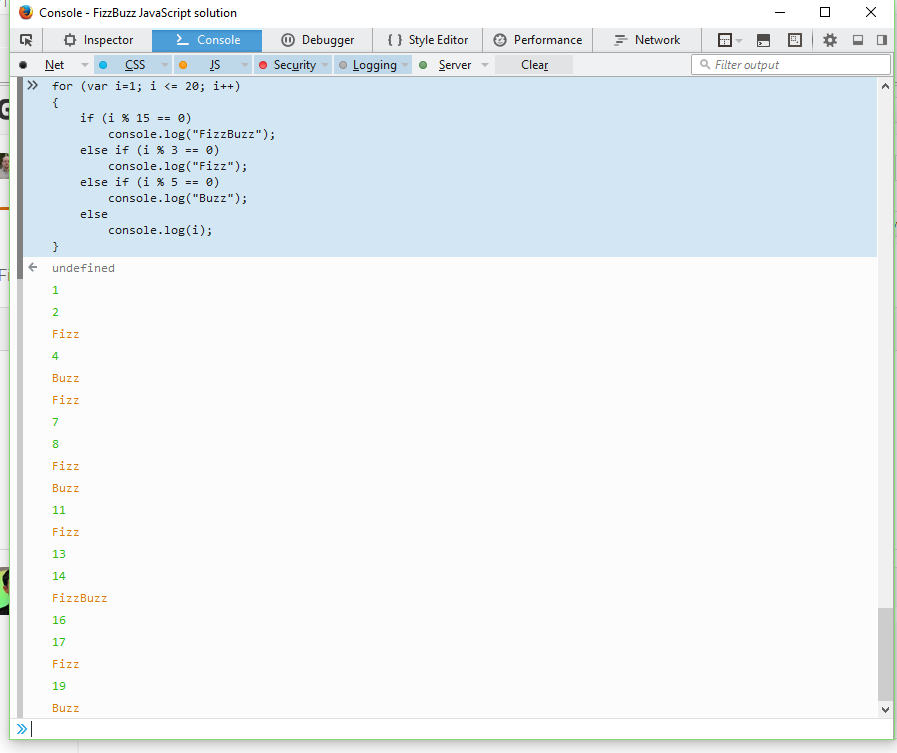 Console - FizzBuzz JavaScript solution
Inspector Console Debugger { } Style Editor Performance Network
Net CSS JS Security Logging Server Clear Filter output
for (var i=1; i <= 20; i++)
{
    if (i % 15 == 0)
        console.log("FizzBuzz");
    else if (i % 3 == 0)
        console.log("Fizz");
    else if (i % 5 == 0)
        console.log("Buzz");
    else
        console.log(i);
}
undefined
1
2
Fizz
4
Buzz
Fizz
7
8
Fizz
Buzz
11
Fizz
13
14
FizzBuzz
16
17
Fizz
19
Buzz